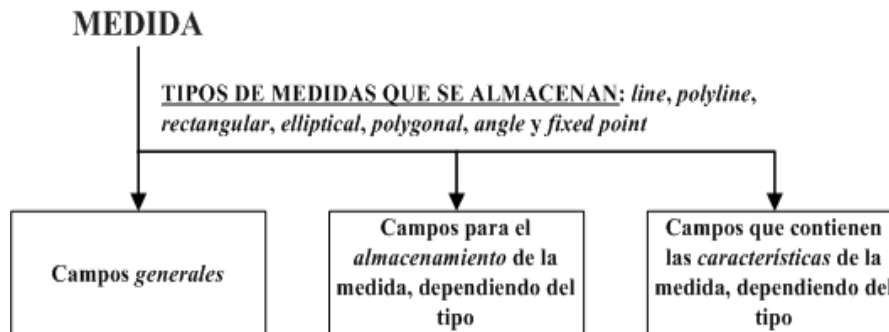 MEDIDA
TIPOS DE MEDIDAS QUE SE ALMACENAN: line, polyline,
rectangular, elliptical, polygonal, angle y fixed point
Campos generales
Campos para el
almacenamiento de la
medida, dependiendo del
tipo
Campos que contienen
las características de la
medida, dependiendo del
tipo